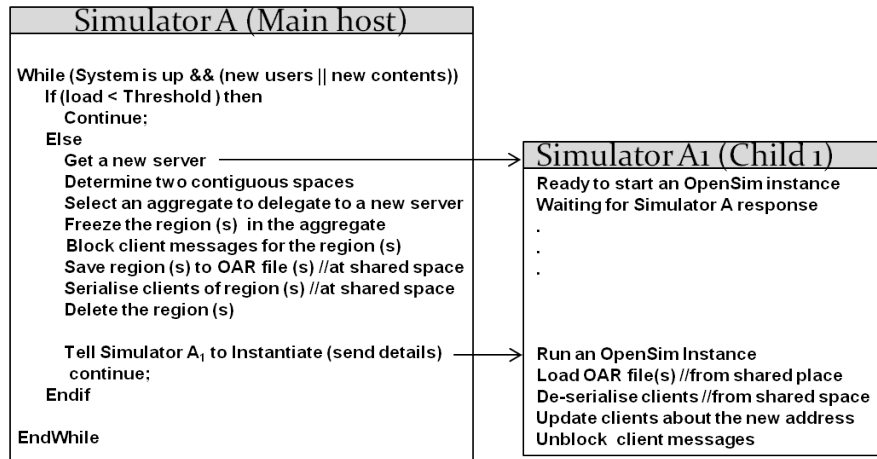 Simulator A (Main host)
While (System is up && (new users || new contents))
If (load < Threshold ) then
Continue;
Else
Get a new server
Determine two contiguous spaces
Select an aggregate to delegate to a new server
Freeze the region (s) in the aggregate
Block client messages for the region (s)
Save region (s) to OAR file (s) //at shared space
Serialise clients of region (s) //at shared space
Delete the region (s)
Tell Simulator A₁ to Instantiate (send details)
continue;
Endif
EndWhile
Simulator A1 (Child 1)
Ready to start an OpenSim instance
Waiting for Simulator A response
.
.
.
Run an OpenSim Instance
Load OAR file(s) //from shared place
De-serialise clients //from shared space
Update clients about the new address
Unblock client messages